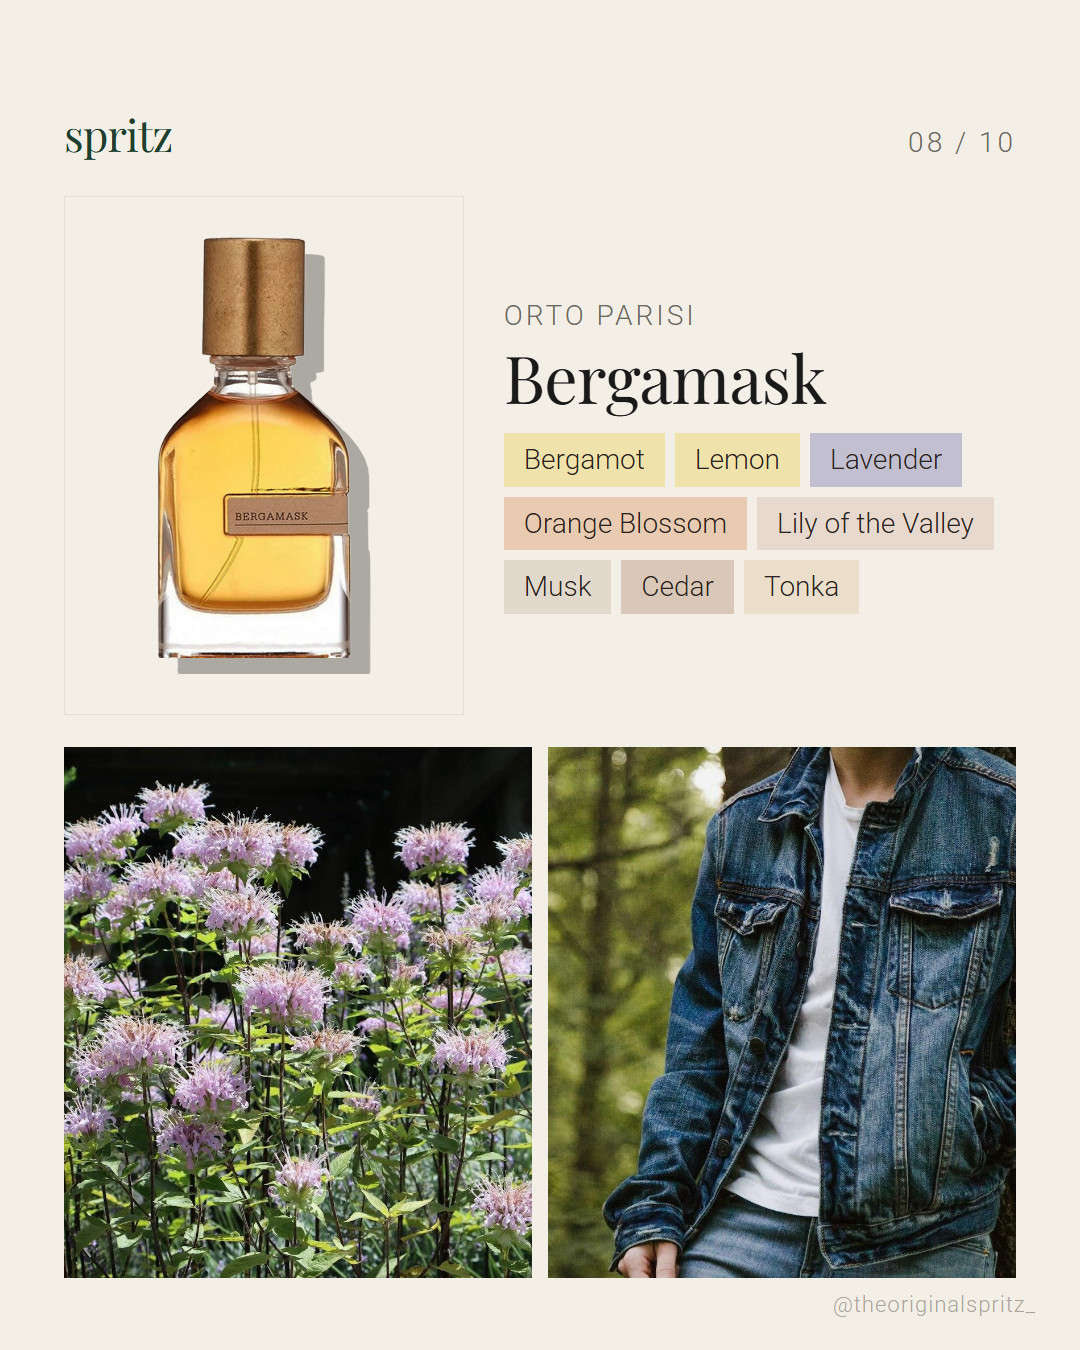 spritz
08 / 10
ORTO PARISI
Bergamask
Bergamot Lemon Lavender
Orange Blossom Lily of the Valley
Musk Cedar Tonka
BERGAMASK
@theoriginalspritz_